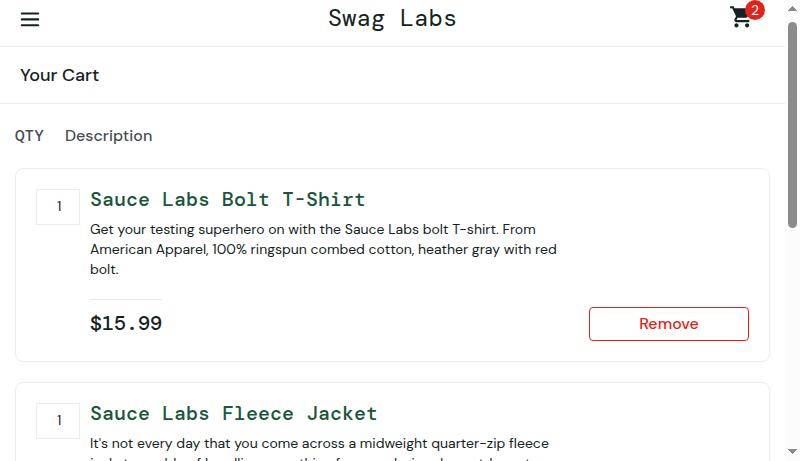 Swag Labs
2
Your Cart
QTY Description
1
Sauce Labs Bolt T-Shirt
Get your testing superhero on with the Sauce Labs bolt T-shirt. From
American Apparel, 100% ringspun combed cotton, heather gray with red
bolt.
$15.99
Remove
1
Sauce Labs Fleece Jacket
It's not every day that you come across a midweight quarter-zip fleece